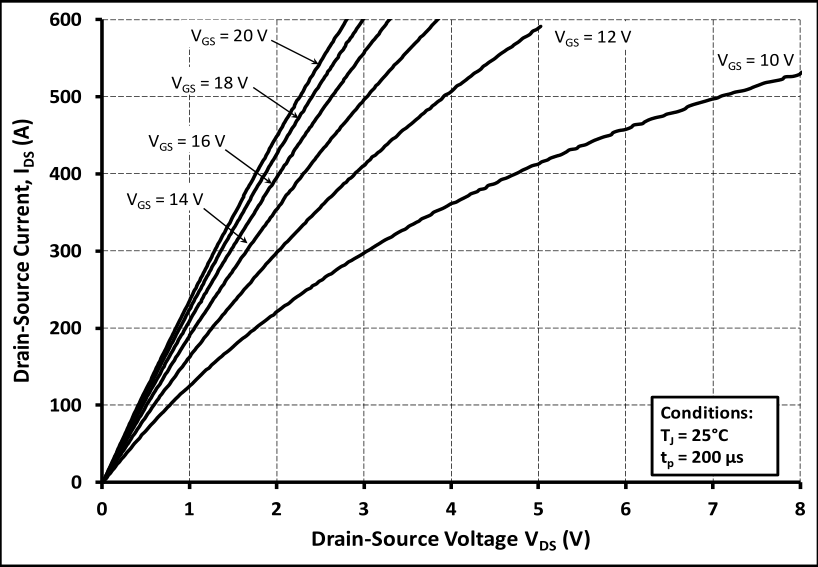 600
500
400
300
200
100
0
Drain-Source Current, IDS (A)
VGS = 20 V
VGS = 18 V
VGS = 16 V
VGS = 14 V
VGS = 12 V
VGS = 10 V
Conditions:
TJ = 25°C
tp = 200 µs
0 1 2 3 4 5 6 7 8
Drain-Source Voltage VDS (V)